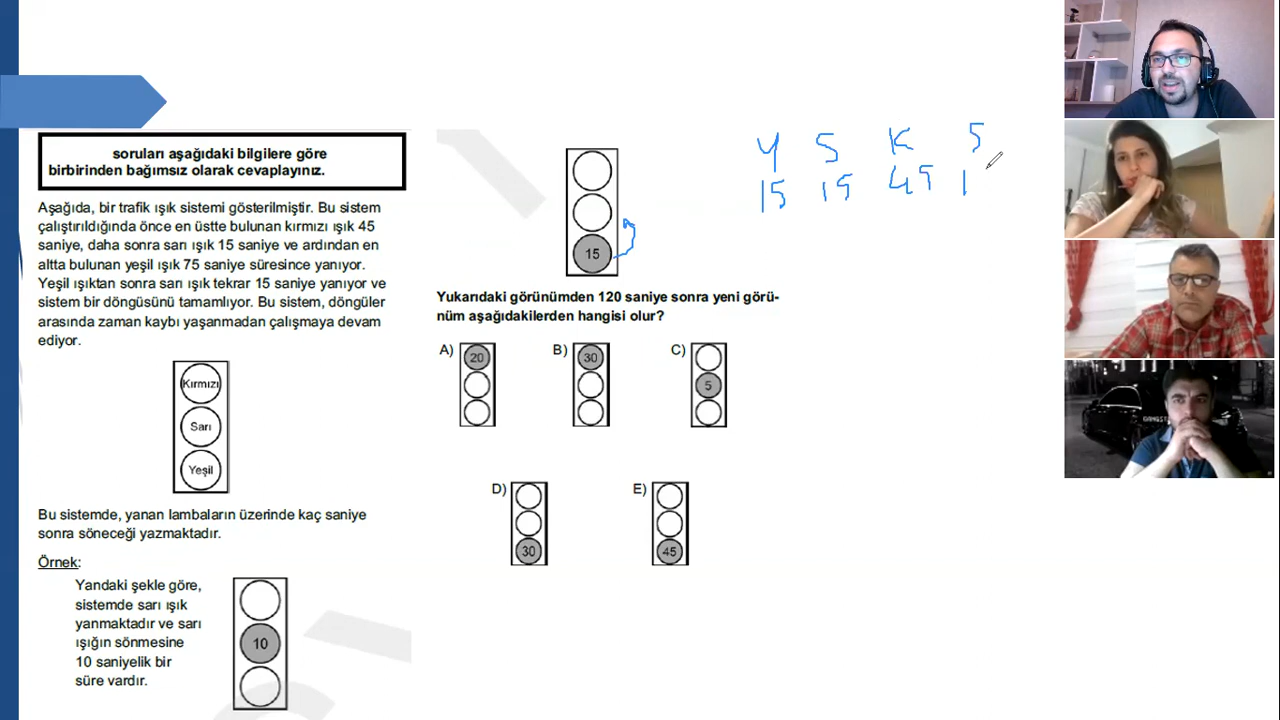 soruları aşağıdaki bilgilere göre
birbirinden bağımsız olarak cevaplayınız.
Aşağıda, bir trafik ışık sistemi gösterilmiştir. Bu sistem
çalıştırıldığında önce en üstte bulunan kırmızı ışık 45
saniye, daha sonra sarı ışık 15 saniye ve ardından en
altta bulunan yeşil ışık 75 saniye süresince yanıyor.
Yeşil ışıktan sonra sarı ışık tekrar 15 saniye yanıyor ve
sistem bir döngüsünü tamamlıyor. Bu sistem, döngüler
arasında zaman kaybı yaşanmadan çalışmaya devam
ediyor.
Kırmızı
Sarı
Yeşil
Bu sistemde, yanan lambaların üzerinde kaç saniye
sonra söneceği yazmaktadır.
Örnek:
Yandaki şekle göre,
sistemde sarı ışık
yanmaktadır ve sarı
ışığın sönmesine
10 saniyelik bir
süre vardır.
10
15
Yukarıdaki görünümden 120 saniye sonra yeni görü-
nüm aşağıdakilerden hangisi olur?
A) 20
B) 30
C) 5
D) 30
E) 45
Y S K S
15 15 45 1